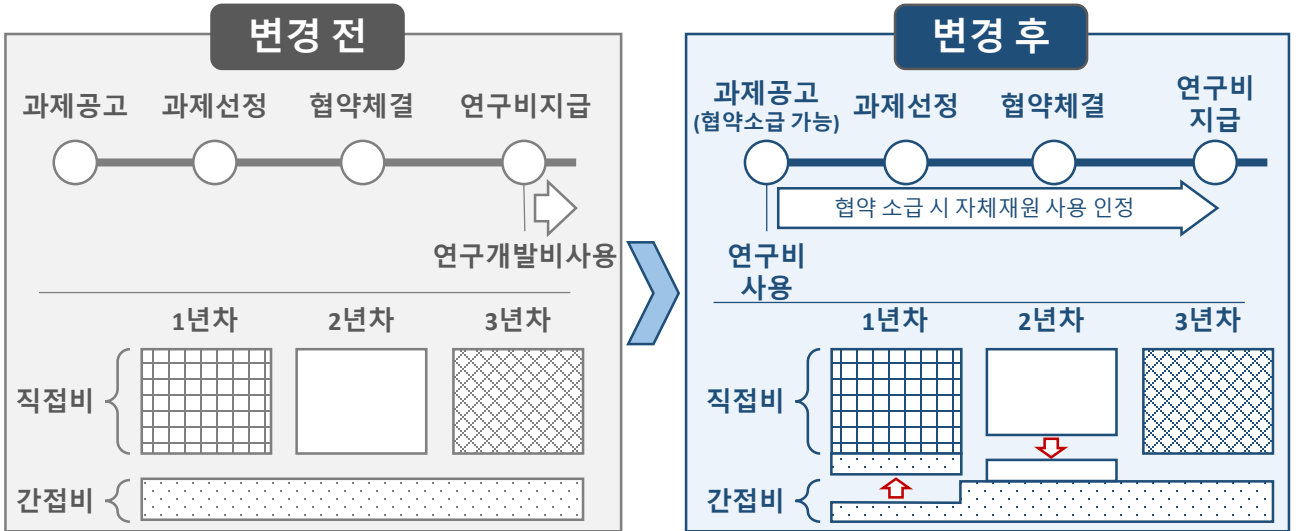 변경 전
과제공고
과제선정
협약체결
연구비지급
연구개발비사용
1년차
2년차
3년차
직접비
간접비
변경 후
과제공고
(협약소급 가능)
과제선정
협약체결
연구비
지급
협약 소급 시 자체재원 사용 인정
연구비
사용
1년차
2년차
3년차
직접비
간접비